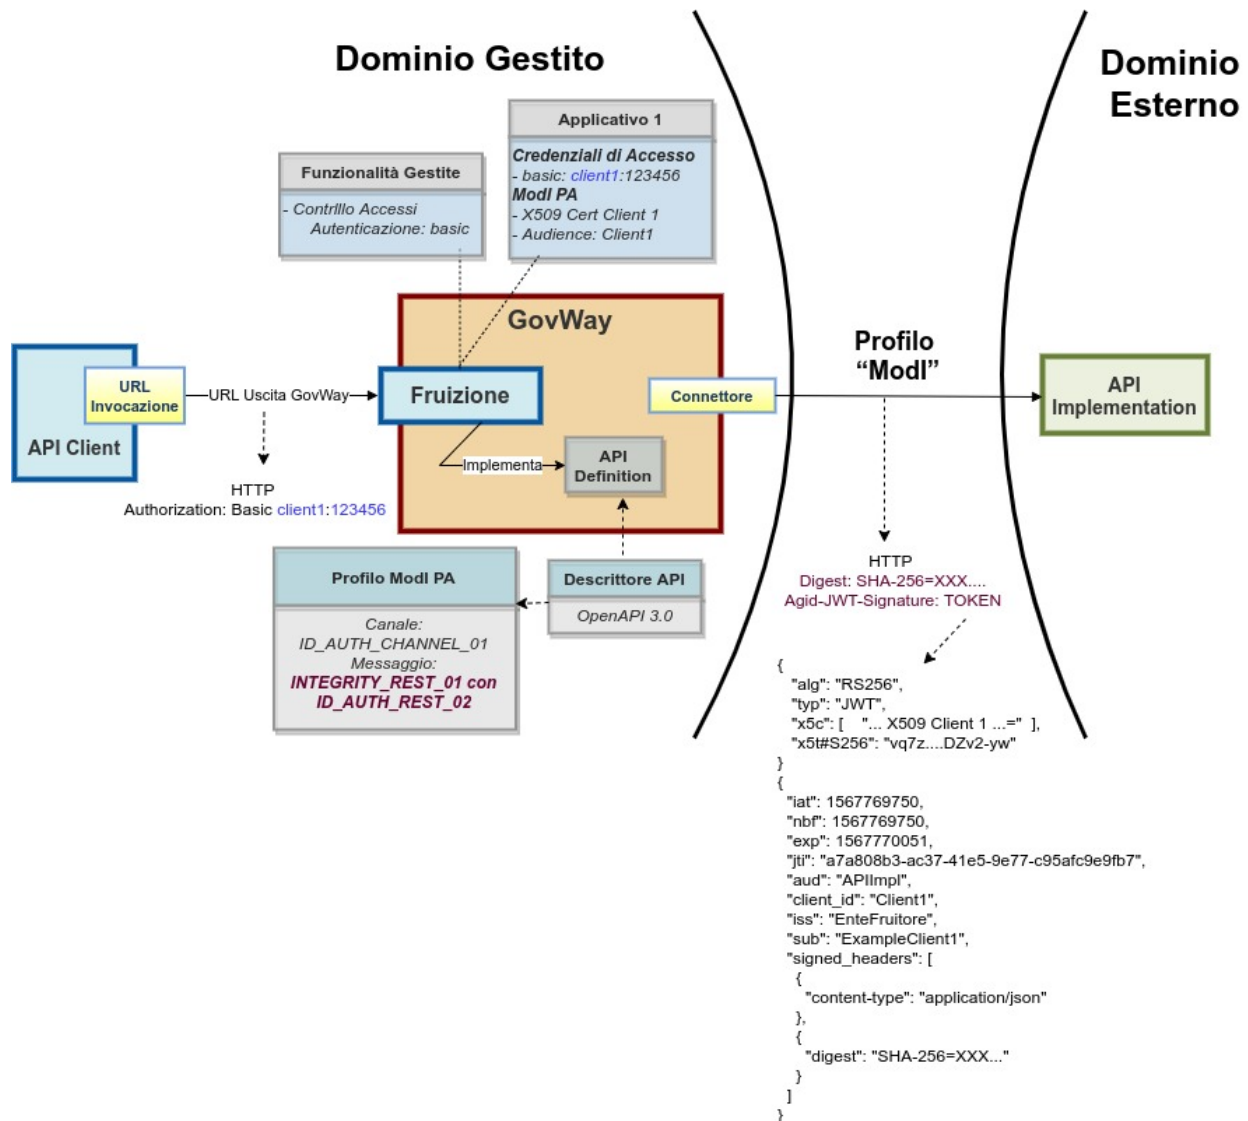 Dominio Gestito
Dominio
Esterno
Applicativo 1
Credenziali di Accesso
- basic: client1:123456
ModI PA
- X509 Cert Client 1
- Audience: Client1
Funzionalità Gestite
- Contrlllo Accessi
Autenticazione: basic
GovWay
Profilo
“ModI”
URL
Invocazione
API Client
URL Uscita GovWay
Fruizione
Connettore
API
Implementation
Implementa
API
Definition
HTTP
Authorization: Basic client1:123456
Profilo ModI PA
Canale:
ID_AUTH_CHANNEL_01
Messaggio:
INTEGRITY_REST_01 con
ID_AUTH_REST_02
Descrittore API
OpenAPI 3.0
HTTP
Digest: SHA-256=XXX....
Agid-JWT-Signature: TOKEN
{
"alg": "RS256",
"typ": "JWT",
"x5c": [ "... X509 Client 1 ...=" ],
"x5t#S256": "vq7z....DZv2-yw"
}
{
"iat": 1567769750,
"nbf": 1567769750,
"exp": 1567770051,
"jti": "a7a808b3-ac37-41e5-9e77-c95afc9e9fb7",
"aud": "APIImpl",
"client_id": "Client1",
"iss": "EnteFruitore",
"sub": "ExampleClient1",
"signed_headers": [
{
"content-type": "application/json"
},
{
"digest": "SHA-256=XXX..."
}
]
}